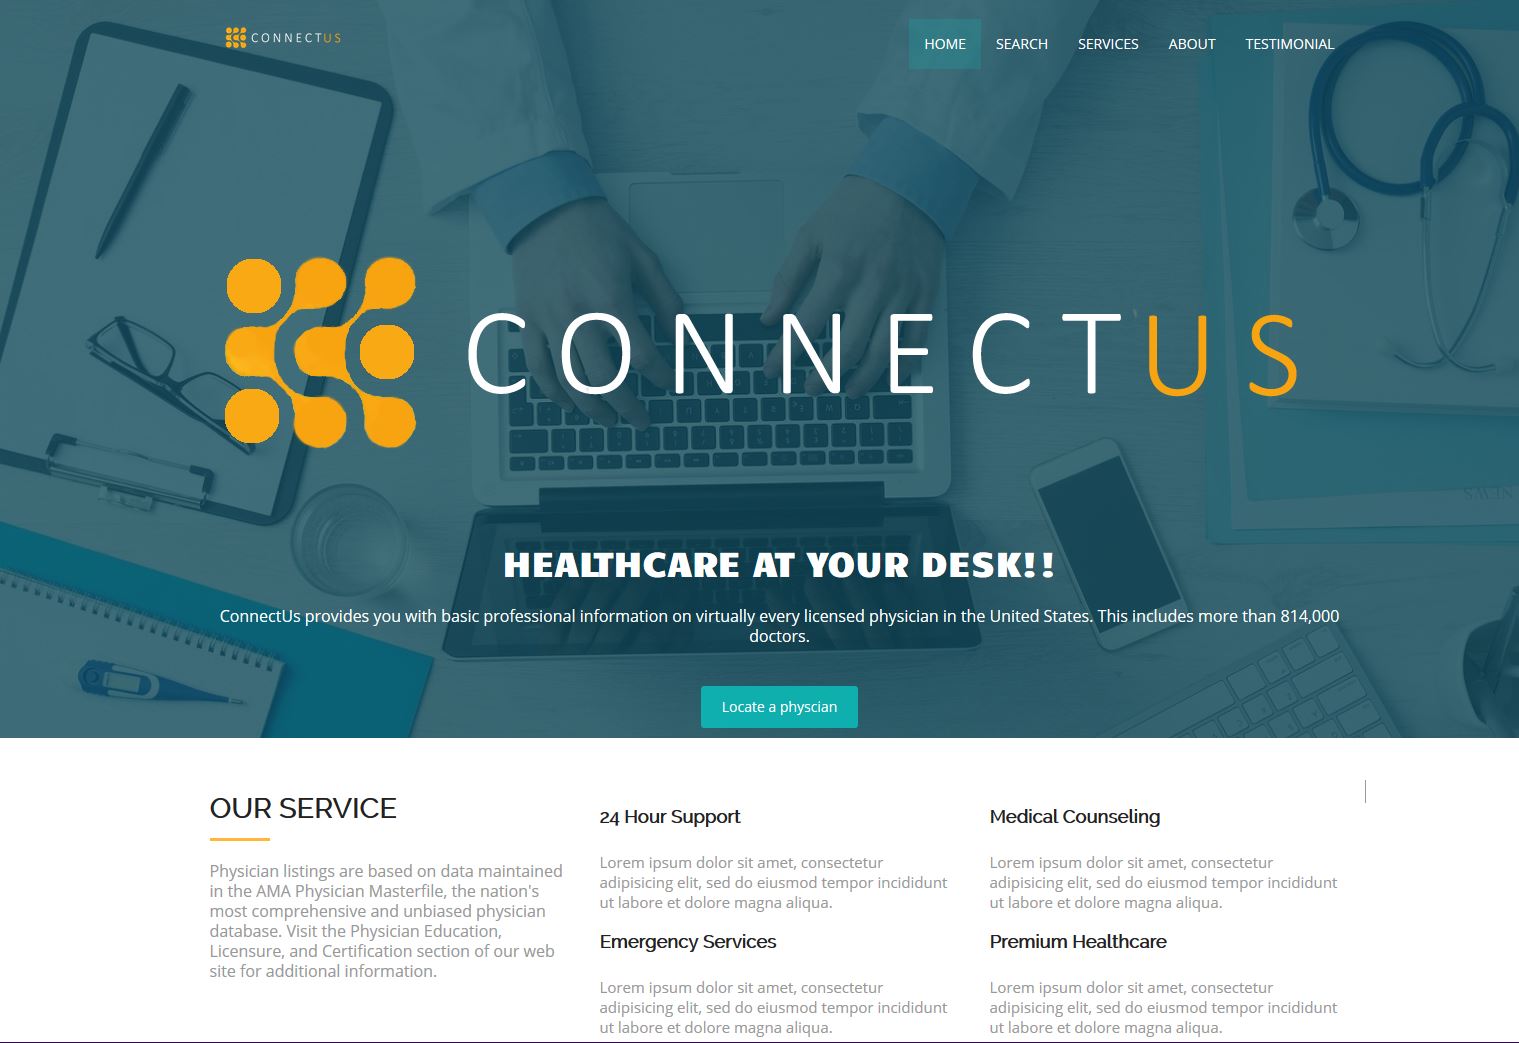 CONNECTUS
HOME SEARCH SERVICES ABOUT TESTIMONIAL
CONNECTUS
NEWS
HEALTHCARE AT YOUR DESK!!
ConnectUs provides you with basic professional information on virtually every licensed physician in the United States. This includes more than 814,000
doctors.
Locate a physcian
OUR SERVICE
Physician listings are based on data maintained
in the AMA Physician Masterfile, the nation's
most comprehensive and unbiased physician
database. Visit the Physician Education,
Licensure, and Certification section of our web
site for additional information.
24 Hour Support
Lorem ipsum dolor sit amet, consectetur
adipisicing elit, sed do eiusmod tempor incididunt
ut labore et dolore magna aliqua.
Medical Counseling
Lorem ipsum dolor sit amet, consectetur
adipisicing elit, sed do eiusmod tempor incididunt
ut labore et dolore magna aliqua.
Emergency Services
Lorem ipsum dolor sit amet, consectetur
adipisicing elit, sed do eiusmod tempor incididunt
ut labore et dolore magna aliqua.
Premium Healthcare
Lorem ipsum dolor sit amet, consectetur
adipisicing elit, sed do eiusmod tempor incididunt
ut labore et dolore magna aliqua.